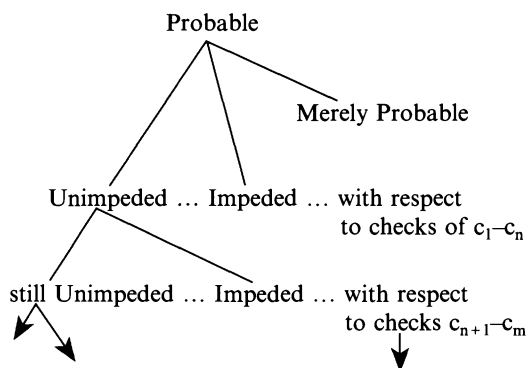 Probable
Merely Probable
Unimpeded ... Impeded ... with respect
to checks of c₁–cₙ
still Unimpeded ... Impeded ... with respect
to checks cₙ₊₁–cₘ